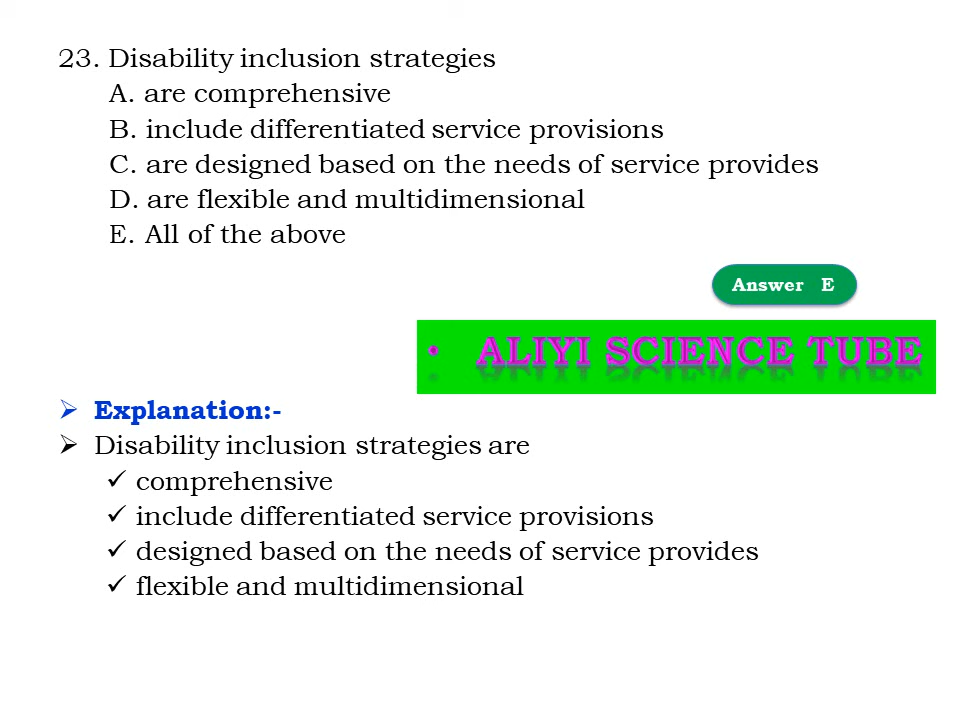 23. Disability inclusion strategies
A. are comprehensive
B. include differentiated service provisions
C. are designed based on the needs of service provides
D. are flexible and multidimensional
E. All of the above
Answer E
• ALIYI SCIENCE TUBE
➢ Explanation:-
➢ Disability inclusion strategies are
✓ comprehensive
✓ include differentiated service provisions
✓ designed based on the needs of service provides
✓ flexible and multidimensional